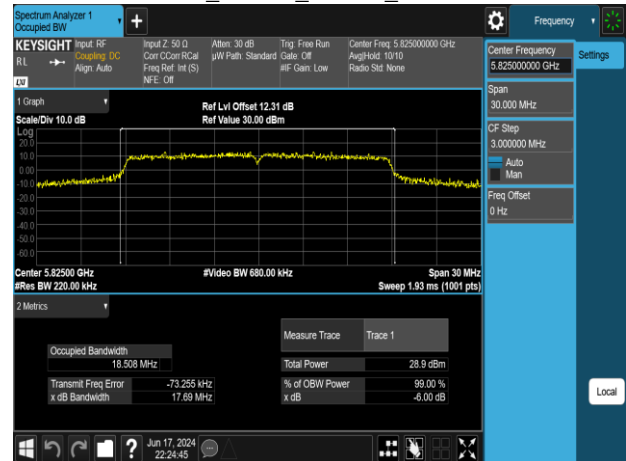 Spectrum Analyzer 1
Occupied BW
Frequency
KEYSIGHT
RL
LXI
Input: RF
Coupling: DC
Align: Auto
Input Z: 50 Ω
Corr CCorr RCal
Freq Ref: Int (S)
NFE: Off
Atten: 30 dB
µW Path: Standard
Trig: Free Run
Gate: Off
#IF Gain: Low
Center Freq: 5.825000000 GHz
Avg|Hold: 10/10
Radio Std: None
Center Frequency
5.825000000 GHz
Settings
Span
30.000 MHz
CF Step
3.000000 MHz
Auto
Man
Freq Offset
0 Hz
Local
1 Graph
Scale/Div 10.0 dB
Ref Lvl Offset 12.31 dB
Ref Value 30.00 dBm
Log
20.0
10.0
0.00
-10.0
-20.0
-30.0
-40.0
-50.0
-60.0
Center 5.82500 GHz
#Res BW 220.00 kHz
#Video BW 680.00 kHz
Span 30 MHz
Sweep 1.93 ms (1001 pts)
2 Metrics
Measure Trace Trace 1
Occupied Bandwidth
18.508 MHz
Total Power 28.9 dBm
Transmit Freq Error -73.255 kHz
% of OBW Power 99.00 %
x dB Bandwidth 17.69 MHz
x dB -6.00 dB
?
Jun 17, 2024
22:24:45